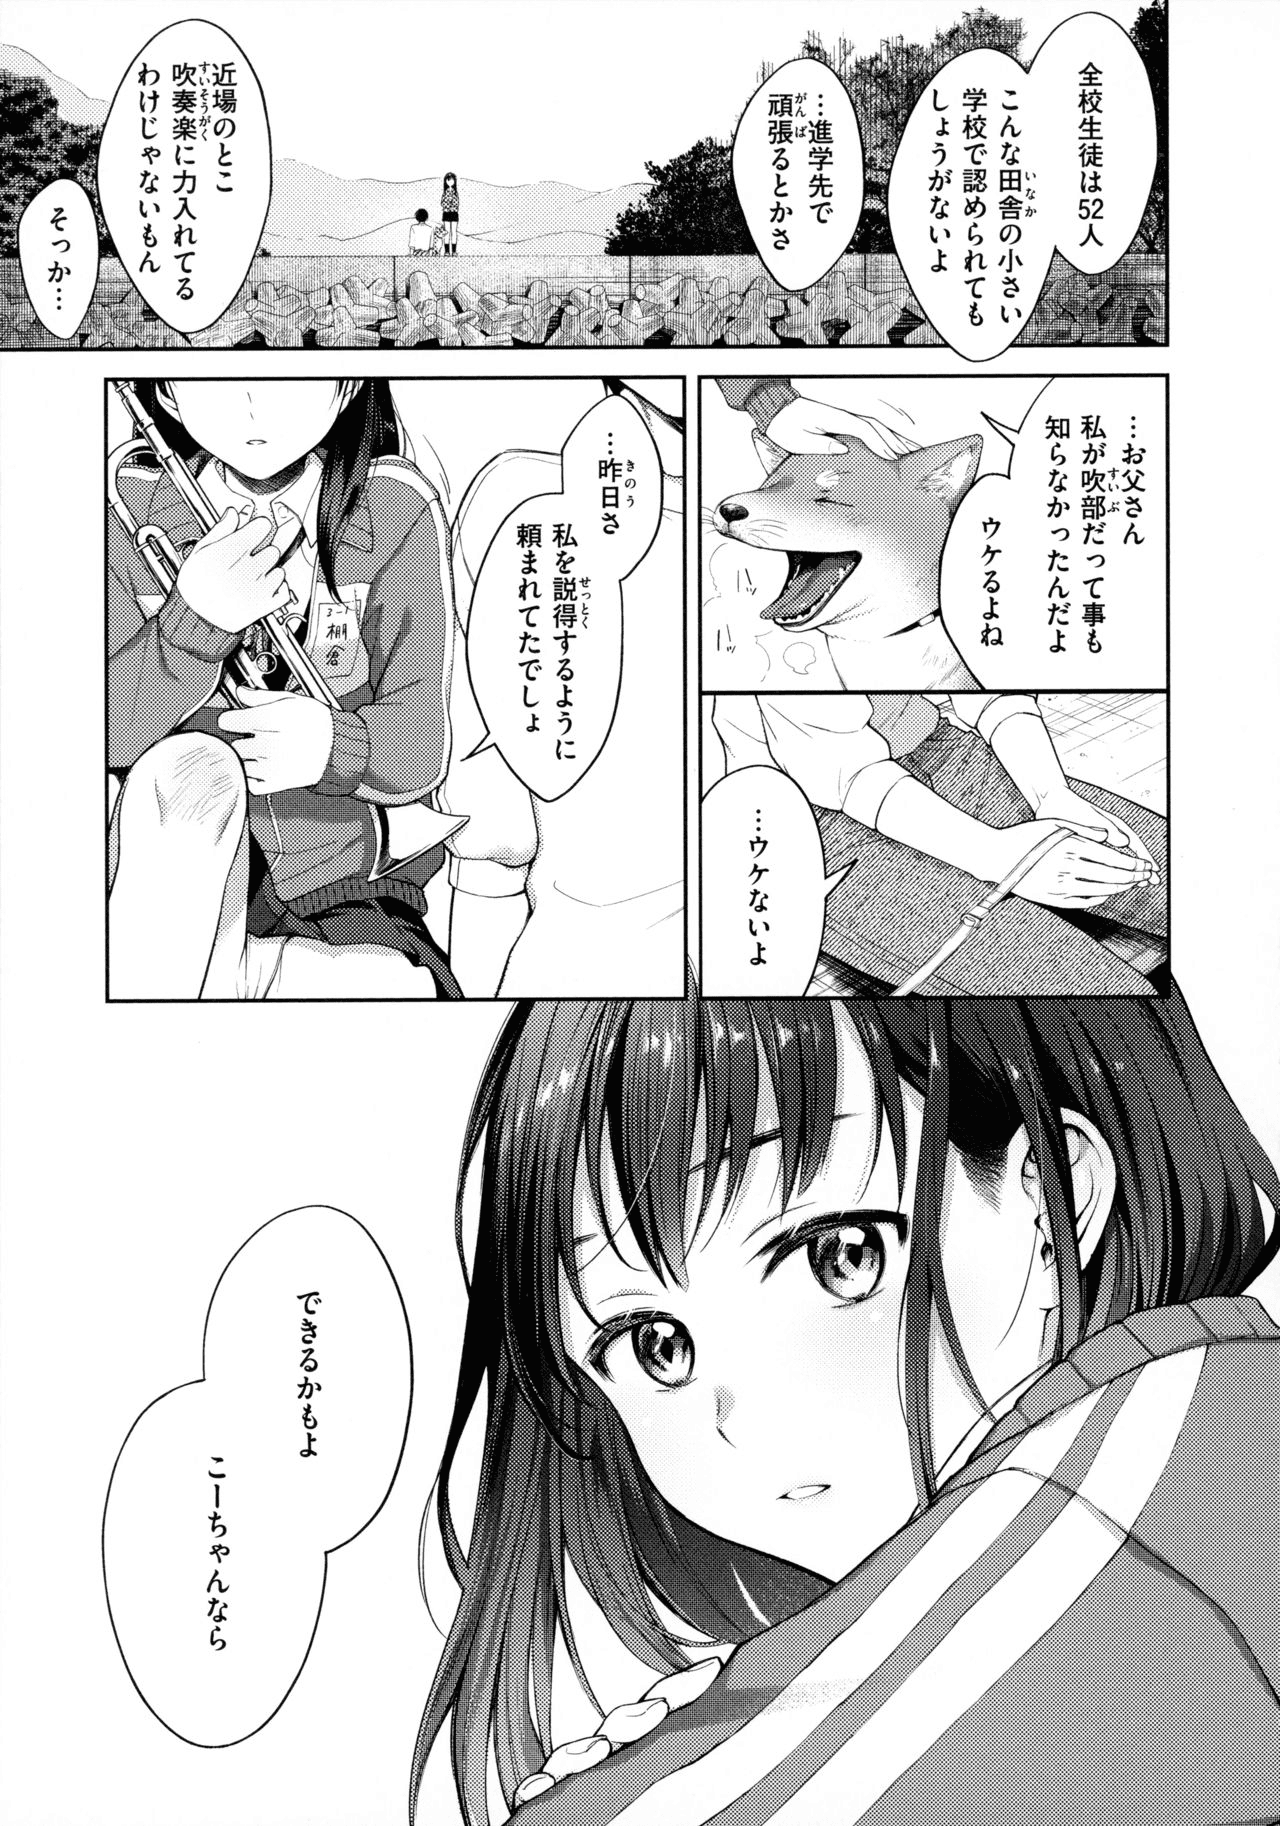 全校生徒は52人
こんな田舎の小さい
学校で認められても
しょうがないよ
…進学先で
頑張るとかさ
近場のとこ
吹奏楽に力入れてる
わけじゃないもん
そっか…
…お父さん
私が吹部だって事も
知らなかったんだよ
ウケるよね
ハッ
ハッ
…ウケないよ
…昨日さ
私を説得するように
頼まれてたでしょ
棚倉
できるかもよ
こーちゃんなら